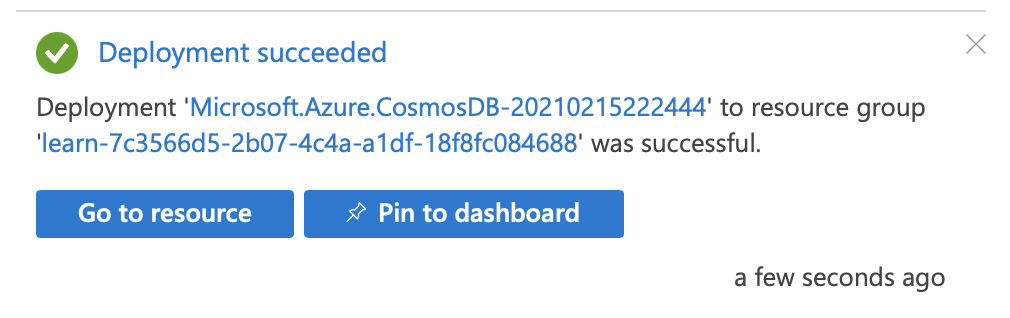 Deployment succeeded
Deployment 'Microsoft.Azure.CosmosDB-20210215222444' to resource group
'learn-7c3566d5-2b07-4c4a-a1df-18f8fc084688' was successful.
Go to resource
Pin to dashboard
a few seconds ago